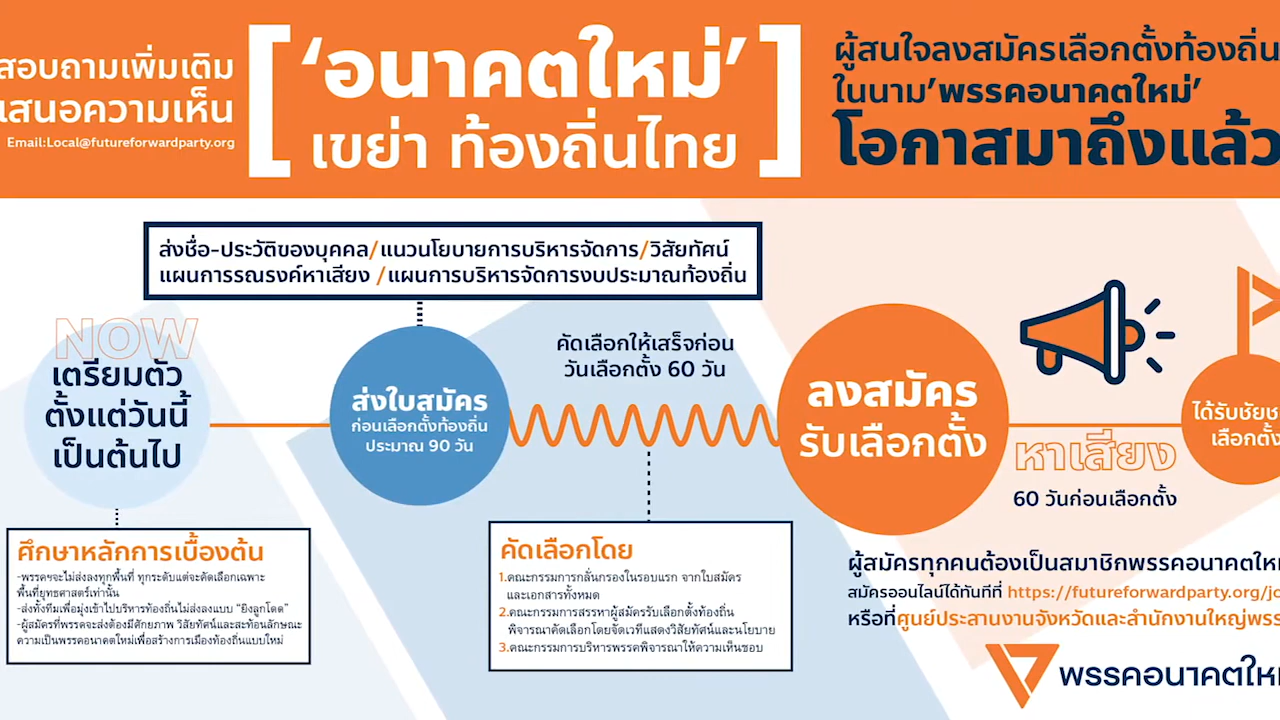 สอบถามเพิ่มเติม
เสนอความเห็น
Email:Local@futureforwardparty.org
'อนาคตใหม่'
เขย่า ท้องถิ่นไทย
ผู้สนใจลงสมัครเลือกตั้งท้องถิ่น
ในนาม'พรรคอนาคตใหม่'
โอกาสมาถึงแล้ว
ส่งชื่อ-ประวัติของบุคคล/แนวนโยบายการบริหารจัดการ/วิสัยทัศน์
แผนการรณรงค์หาเสียง /แผนการบริหารจัดการงบประมาณท้องถิ่น
NOW
เตรียมตัว
ตั้งแต่วันนี้
เป็นต้นไป
ส่งใบสมัคร
ก่อนเลือกตั้งท้องถิ่น
ประมาณ 90 วัน
คัดเลือกให้เสร็จก่อน
วันเลือกตั้ง 60 วัน
ลงสมัคร
รับเลือกตั้ง
หาเสียง
60 วันก่อนเลือกตั้ง
ได้รับชัยช
เลือกตั้ง
ศึกษาหลักการเบื้องต้น
-พรรคฯจะไม่ส่งลงทุกพื้นที่ ทุกระดับแต่จะคัดเลือกเฉพาะ
พื้นที่ยุทธศาสตร์เท่านั้น
-ส่งทั้งทีมเพื่อมุ่งเข้าไปบริหารท้องถิ่นไม่ส่งลงแบบ "ยิงลูกโดด"
-ผู้สมัครที่พรรคจะส่งต้องมีศักยภาพ วิสัยทัศน์และสะท้อนลักษณะ
ความเป็นพรรคอนาคตใหม่เพื่อสร้างการเมืองท้องถิ่นแบบใหม่
คัดเลือกโดย
1.คณะกรรมการกลั่นกรองในรอบแรก จากใบสมัคร
และเอกสารทั้งหมด
2.คณะกรรมการสรรหาผู้สมัครรับเลือกตั้งท้องถิ่น
พิจารณาคัดเลือกโดยจัดเวทีแสดงวิสัยทัศน์และนโยบาย
3.คณะกรรมการบริหารพรรคพิจารณาให้ความเห็นชอบ
ผู้สมัครทุกคนต้องเป็นสมาชิกพรรคอนาคตใหม่
สมัครออนไลน์ได้ทันทีที่ https://futureforwardparty.org/jo
หรือที่ศูนย์ประสานงานจังหวัดและสำนักงานใหญ่พรร
พรรคอนาคตใหม่